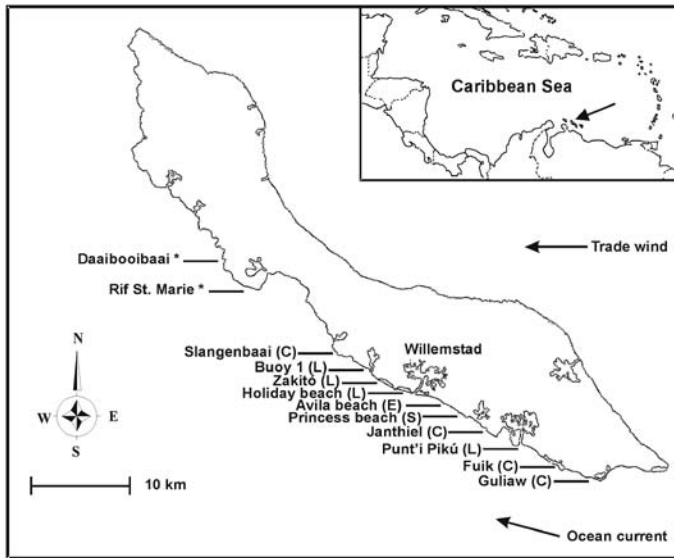 Caribbean Sea
Trade wind
Daaibooibaai *
Rif St. Marie *
N
W
E
S
Slangenbaai (C)
Willemstad
Buoy 1 (L)
Zakitó (L)
Holiday beach (L)
Avila beach (E)
Princess beach (S)
Janthiel (C)
Punt'i Pikú (L)
Fuik (C)
Guliaw (C)
10 km
Ocean current